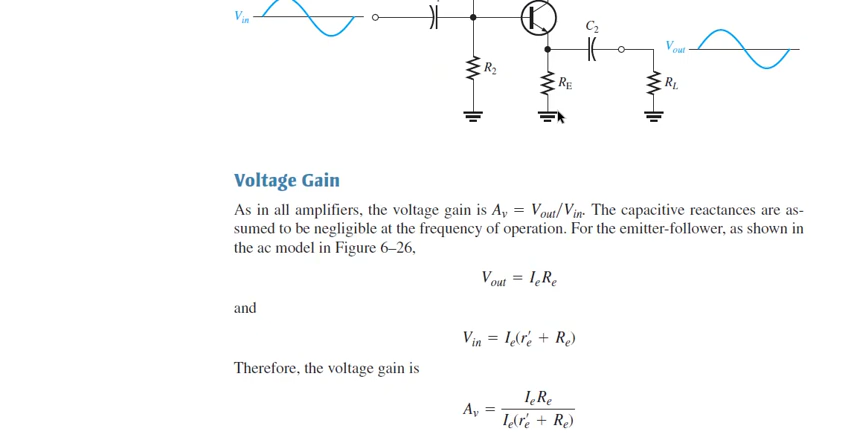 V_in
C₂
V_out
R₂
R_E
R_L
Voltage Gain
As in all amplifiers, the voltage gain is A_v = V_out/V_in. The capacitive reactances are as-
sumed to be negligible at the frequency of operation. For the emitter-follower, as shown in
the ac model in Figure 6–26,
V_out = I_eR_e
and
V_in = I_e(r′_e + R_e)
Therefore, the voltage gain is
A_v = I_eR_e / I_e(r′_e + R_e)